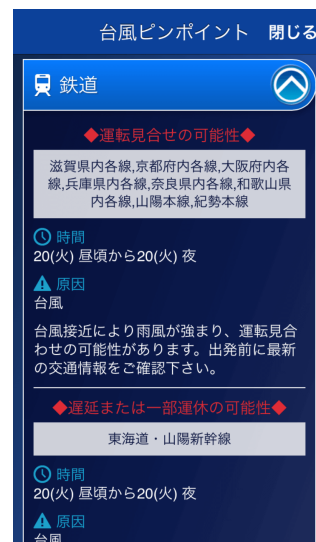 台風ピンポイント 閉じる
鉄道
◆運転見合せの可能性◆
滋賀県内各線,京都府内各線,大阪府内各
線,兵庫県内各線,奈良県内各線,和歌山県
内各線,山陽本線,紀勢本線
時間
20(火) 昼頃から20(火) 夜
原因
台風
台風接近により雨風が強まり、運転見合
わせの可能性があります。出発前に最新
の交通情報をご確認下さい。
◆遅延または一部運休の可能性◆
東海道・山陽新幹線
時間
20(火) 昼頃から20(火) 夜
原因
台風